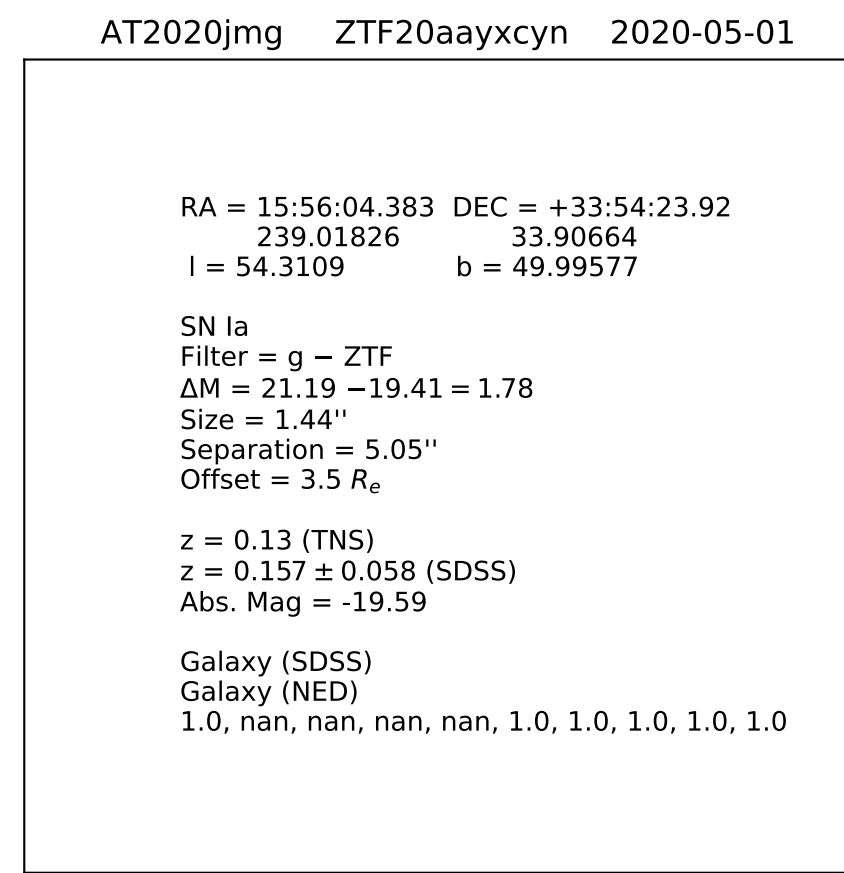 AT2020jmg ZTF20aayxcyn 2020-05-01
RA = 15:56:04.383 DEC = +33:54:23.92
239.01826 33.90664
l = 54.3109 b = 49.99577
SN Ia
Filter = g − ZTF
ΔM = 21.19 −19.41 = 1.78
Size = 1.44''
Separation = 5.05''
Offset = 3.5 Re
z = 0.13 (TNS)
z = 0.157 ± 0.058 (SDSS)
Abs. Mag = -19.59
Galaxy (SDSS)
Galaxy (NED)
1.0, nan, nan, nan, nan, 1.0, 1.0, 1.0, 1.0, 1.0